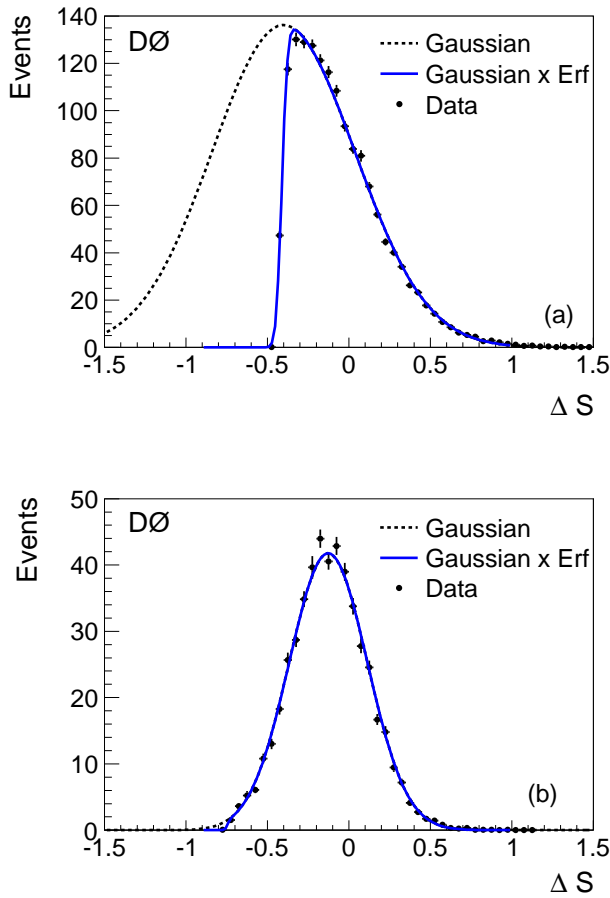 Events
140
120
100
80
60
40
20
0
DØ
Gaussian
Gaussian x Erf
Data
(a)
-1.5 -1 -0.5 0 0.5 1 1.5
Δ S
Events
50
40
30
20
10
0
DØ
Gaussian
Gaussian x Erf
Data
(b)
-1.5 -1 -0.5 0 0.5 1 1.5
Δ S